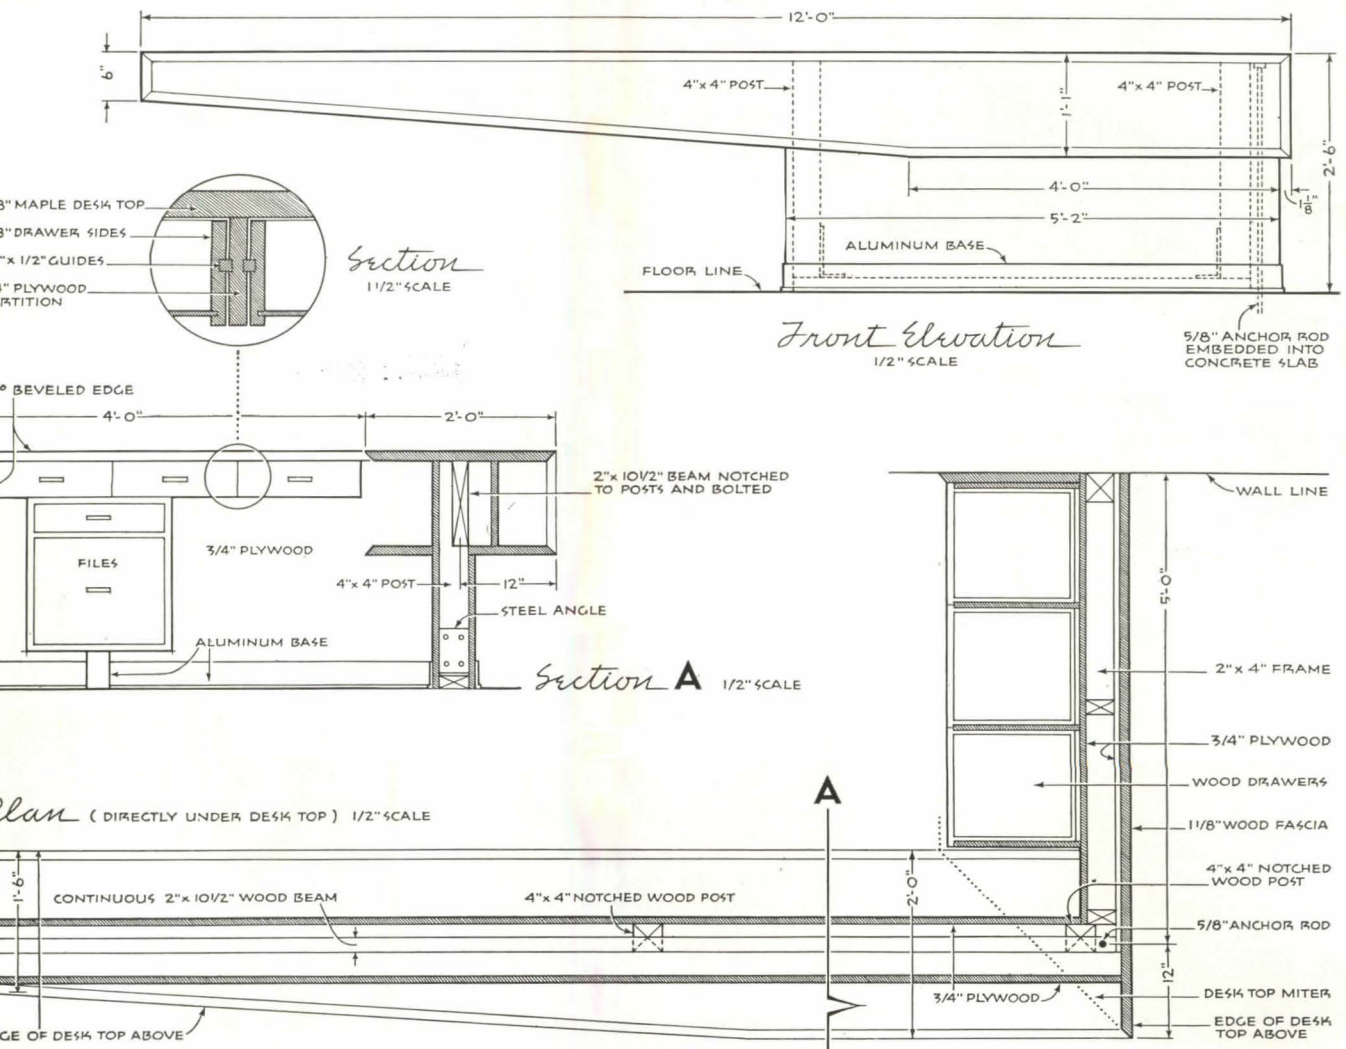 12'-0"
6"
4"x 4" POST
4"x 4" POST
1'-1"
2'-6"
4'-0"
1 1/8"
5'-2"
ALUMINUM BASE
FLOOR LINE
Front Elevation
1/2" SCALE
5/8" ANCHOR ROD
EMBEDDED INTO
CONCRETE SLAB
8" MAPLE DESK TOP
8" DRAWER SIDES
"x 1/2" GUIDES
" PLYWOOD
RTITION
Section
1 1/2" SCALE
° BEVELED EDGE
4'-0"
2'-0"
2"x 10 1/2" BEAM NOTCHED
TO POSTS AND BOLTED
FILES
3/4" PLYWOOD
4"x 4" POST
12"
STEEL ANGLE
ALUMINUM BASE
Section A 1/2" SCALE
WALL LINE
5'-0"
2"x 4" FRAME
3/4" PLYWOOD
WOOD DRAWERS
1 1/8" WOOD FASCIA
4"x 4" NOTCHED
WOOD POST
5/8" ANCHOR ROD
12"
DESK TOP MITER
EDGE OF DESK
TOP ABOVE
Plan ( DIRECTLY UNDER DESK TOP ) 1/2" SCALE
A
1'-6"
CONTINUOUS 2"x 10 1/2" WOOD BEAM
4"x 4" NOTCHED WOOD POST
2'-0"
3/4" PLYWOOD
GE OF DESK TOP ABOVE